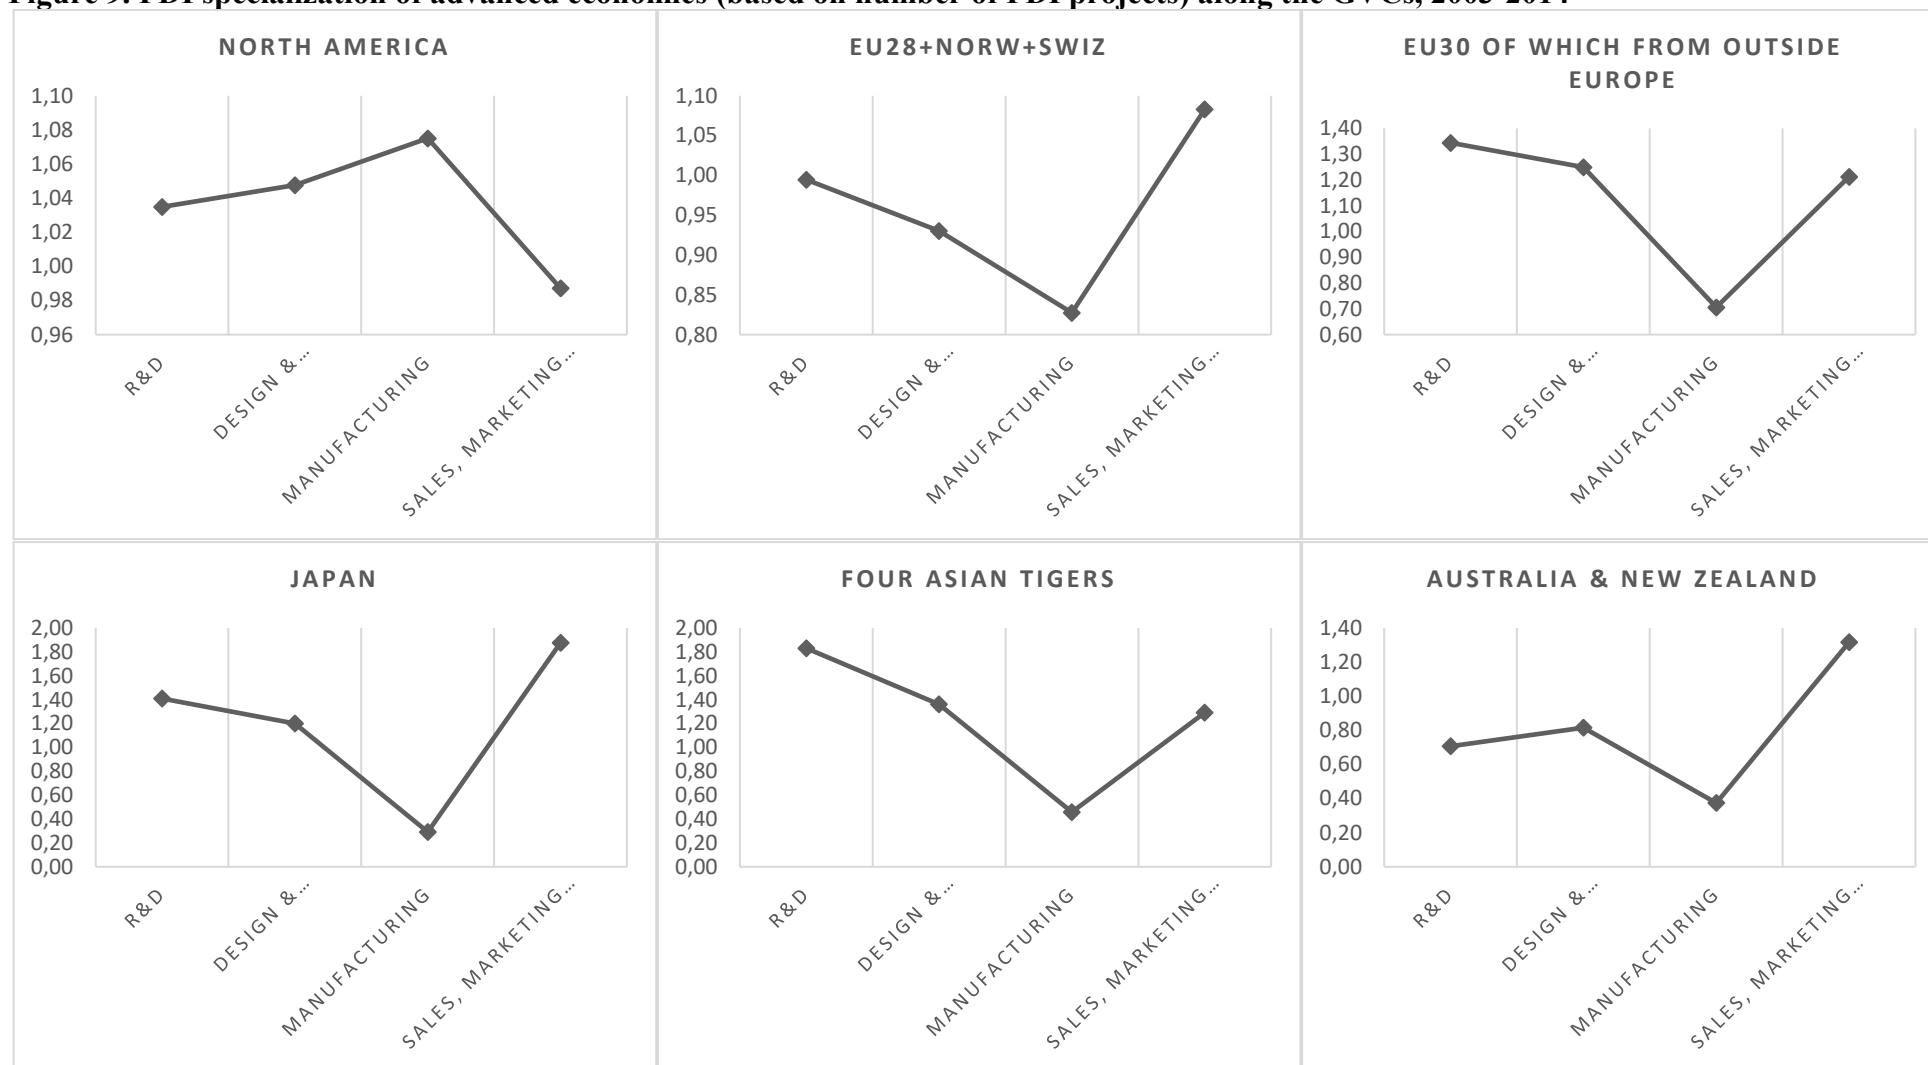 Figure 9: FDI specialization of advanced economies (based on number of FDI projects) along the GVCs, 2003-2014
NORTH AMERICA
1,10
1,08
1,06
1,04
1,02
1,00
0,98
0,96
R&D
DESIGN &...
MANUFACTURING
SALES, MARKETING...
EU28+NORW+SWIZ
1,10
1,05
1,00
0,95
0,90
0,85
0,80
R&D
DESIGN &...
MANUFACTURING
SALES, MARKETING...
EU30 OF WHICH FROM OUTSIDE
EUROPE
1,40
1,30
1,20
1,10
1,00
0,90
0,80
0,70
0,60
R&D
DESIGN &...
MANUFACTURING
SALES, MARKETING...
JAPAN
2,00
1,80
1,60
1,40
1,20
1,00
0,80
0,60
0,40
0,20
0,00
R&D
DESIGN &...
MANUFACTURING
SALES, MARKETING...
FOUR ASIAN TIGERS
2,00
1,80
1,60
1,40
1,20
1,00
0,80
0,60
0,40
0,20
0,00
R&D
DESIGN &...
MANUFACTURING
SALES, MARKETING...
AUSTRALIA & NEW ZEALAND
1,40
1,20
1,00
0,80
0,60
0,40
0,20
0,00
R&D
DESIGN &...
MANUFACTURING
SALES, MARKETING...